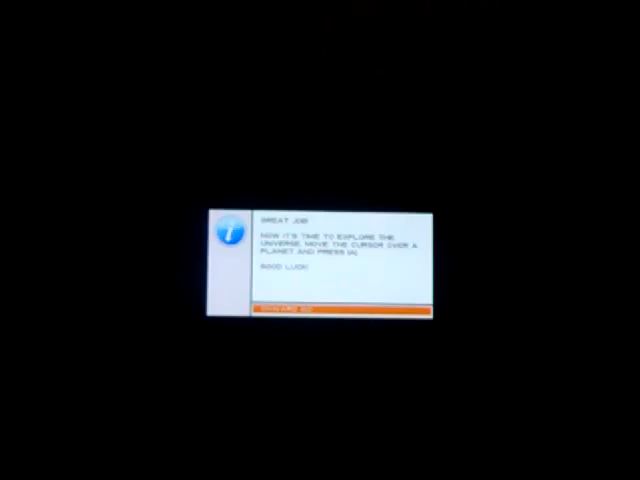 GREAT JOB!
NOW IT'S TIME TO EXPLORE THE
UNIVERSE. MOVE THE CURSOR OVER A
PLANET AND PRESS (A).
GOOD LUCK!